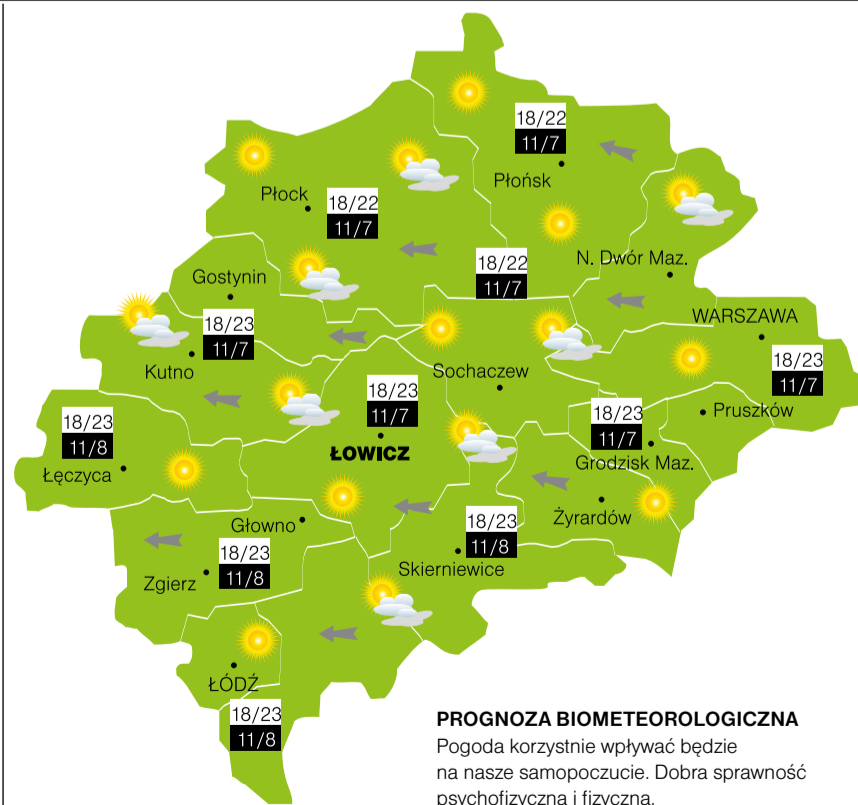 18/22
11/7
Płońsk
Płock
18/22
11/7
N. Dwór Maz.
18/22
11/7
Gostynin
WARSZAWA
18/23
11/7
Kutno
18/23
11/7
Sochaczew
18/23
11/7
ŁOWICZ
18/23
11/7
Grodzisk Maz.
Pruszków
18/23
11/8
Łęczyca
Żyrardów
Głowno
18/23
11/8
Skierniewice
18/23
11/8
Zgierz
ŁÓDŹ
18/23
11/8
PROGNOZA BIOMETEOROLOGICZNA
Pogoda korzystnie wpływać będzie
na nasze samopoczucie. Dobra sprawność
psychofizyczna i fizyczna.